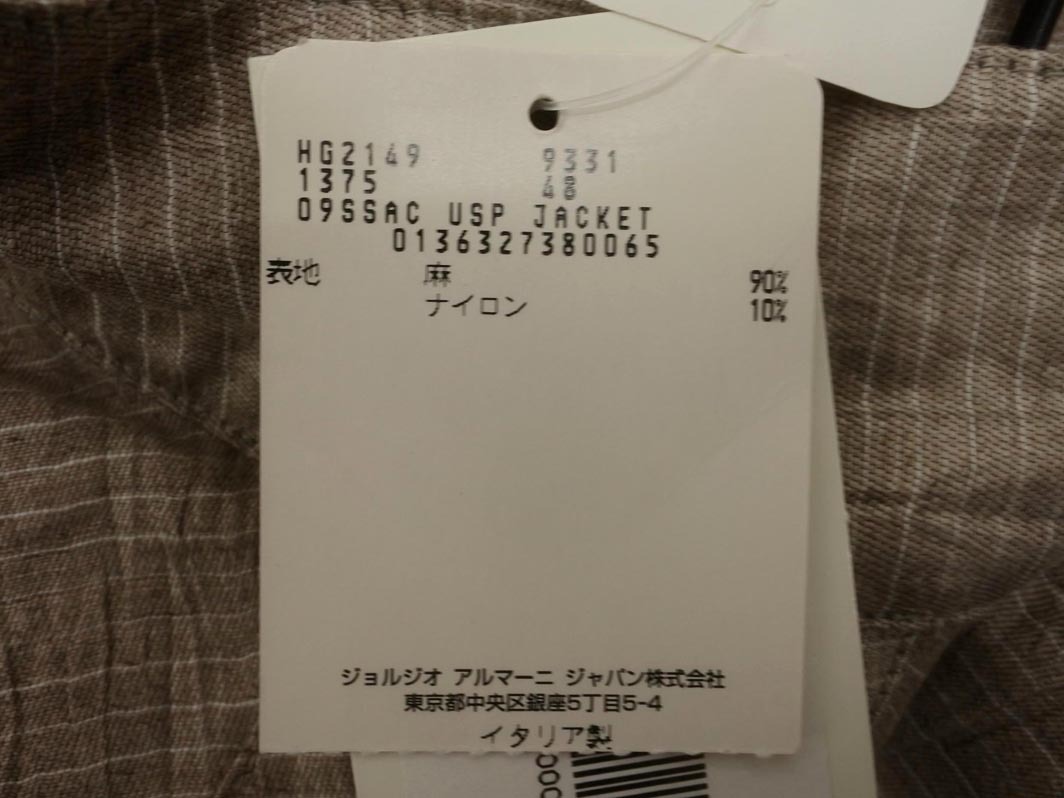 HG2149 9331
1375 48
09SSAC USP JACKET
0136327380065
表地 麻 90%
ナイロン 10%
ジョルジオ アルマーニ ジャパン株式会社
東京都中央区銀座5丁目5-4
イタリア製
000